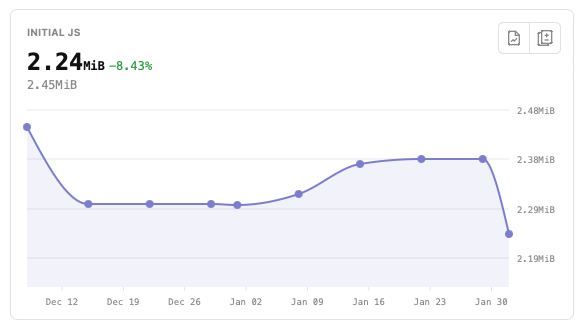 INITIAL JS
2.24MiB -8.43%
2.45MiB
2.48MiB
2.38MiB
2.29MiB
2.19MiB
Dec 12 Dec 19 Dec 26 Jan 02 Jan 09 Jan 16 Jan 23 Jan 30